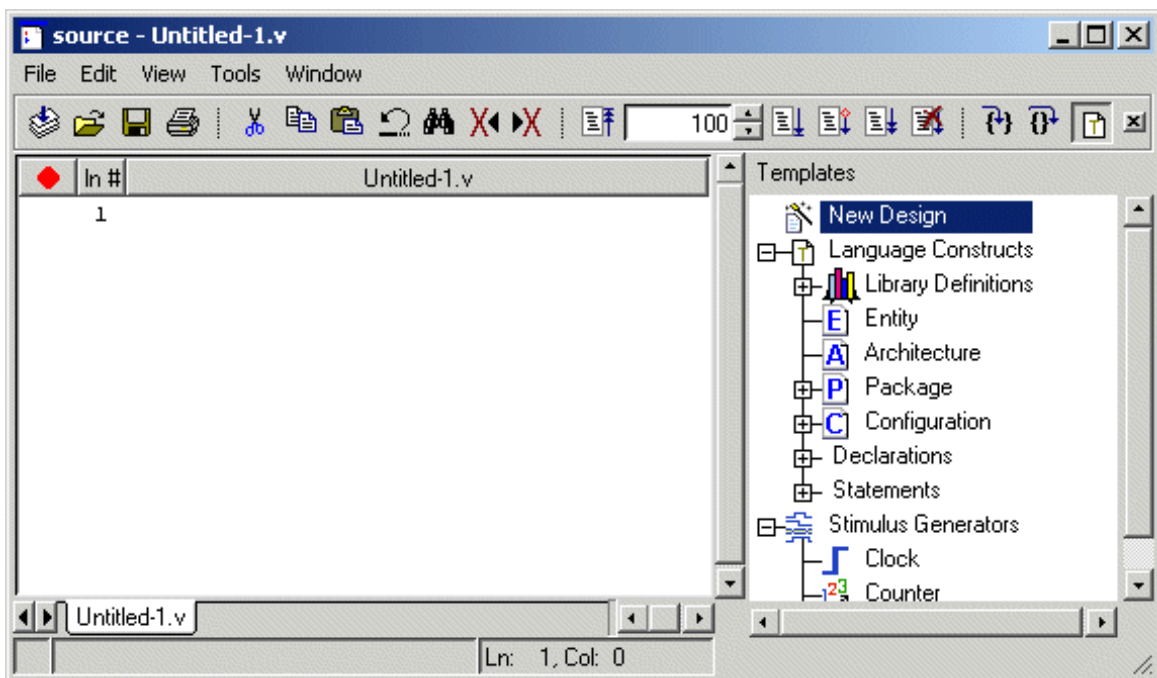 source - Untitled-1.v
File Edit View Tools Window
100
ln # Untitled-1.v
1
Templates
New Design
Language Constructs
Library Definitions
E Entity
A Architecture
P Package
C Configuration
Declarations
Statements
Stimulus Generators
Clock
123 Counter
Untitled-1.v
Ln: 1, Col: 0